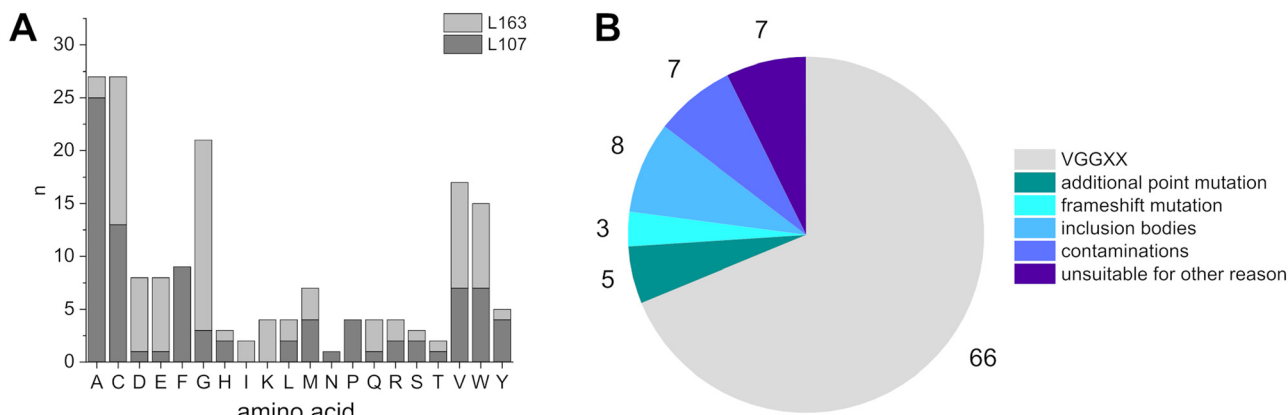 A
L163
L107
30
25
20
15
10
5
0
n
A C D E F G H I K L M N P Q R S T V W Y
amino acid
B
7
7
8
3
5
66
VGGXX
additional point mutation
frameshift mutation
inclusion bodies
contaminations
unsuitable for other reason